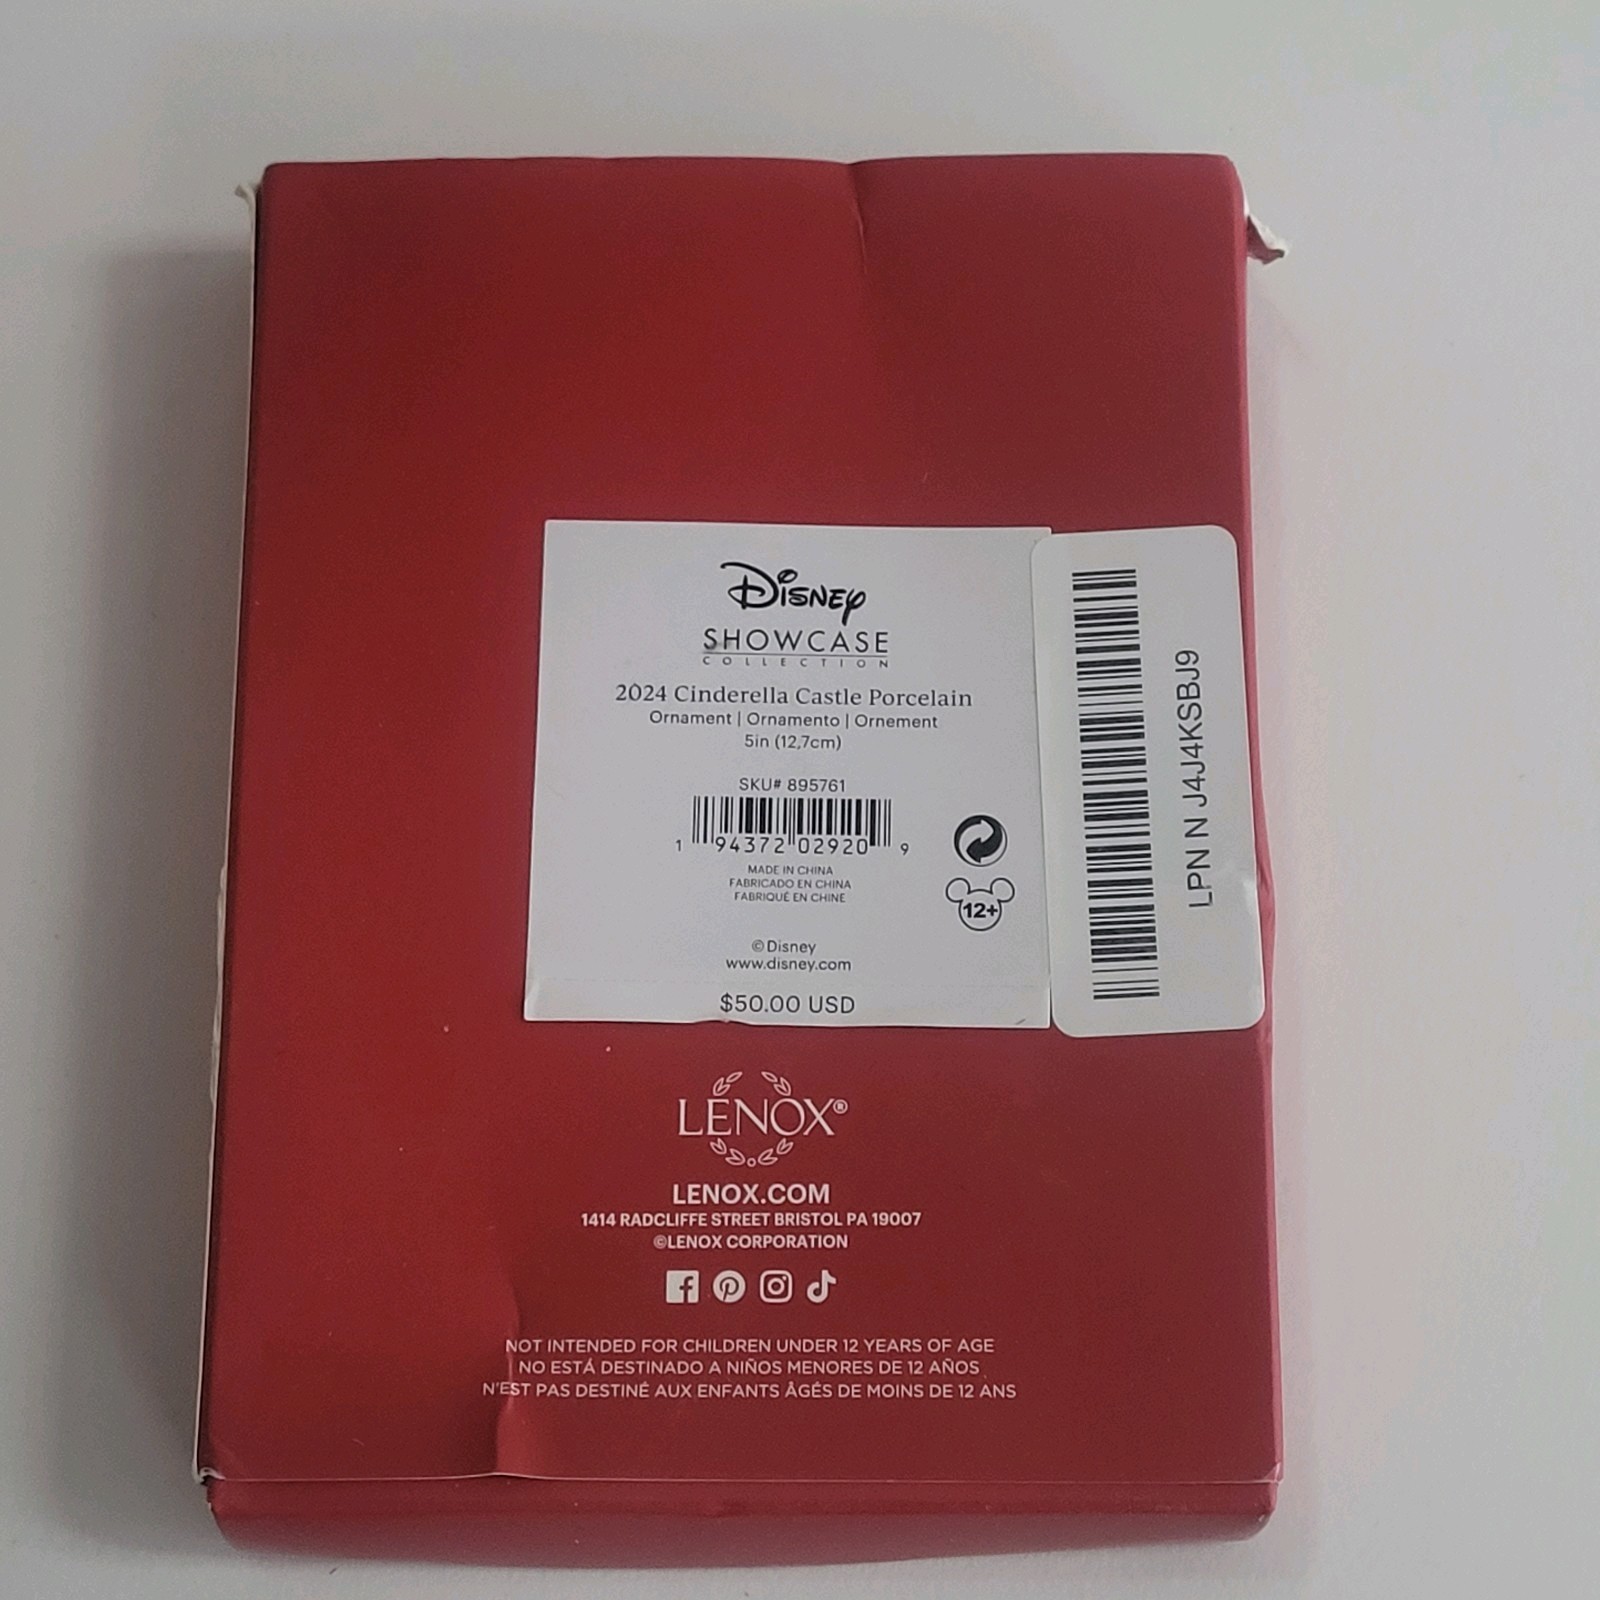 Disney
SHOWCASE
COLLECTION
2024 Cinderella Castle Porcelain
Ornament | Ornamento | Ornement
5in (12,7cm)
SKU# 895761
1 94372 02920 9
MADE IN CHINA
FABRICADO EN CHINA
FABRIQUÉ EN CHINE
12+
©Disney
www.disney.com
$50.00 USD
LPN N J4J4KSBJ9
LENOX®
LENOX.COM
1414 RADCLIFFE STREET BRISTOL PA 19007
©LENOX CORPORATION
NOT INTENDED FOR CHILDREN UNDER 12 YEARS OF AGE
NO ESTÁ DESTINADO A NIÑOS MENORES DE 12 AÑOS
N'EST PAS DESTINÉ AUX ENFANTS ÂGÉS DE MOINS DE 12 ANS